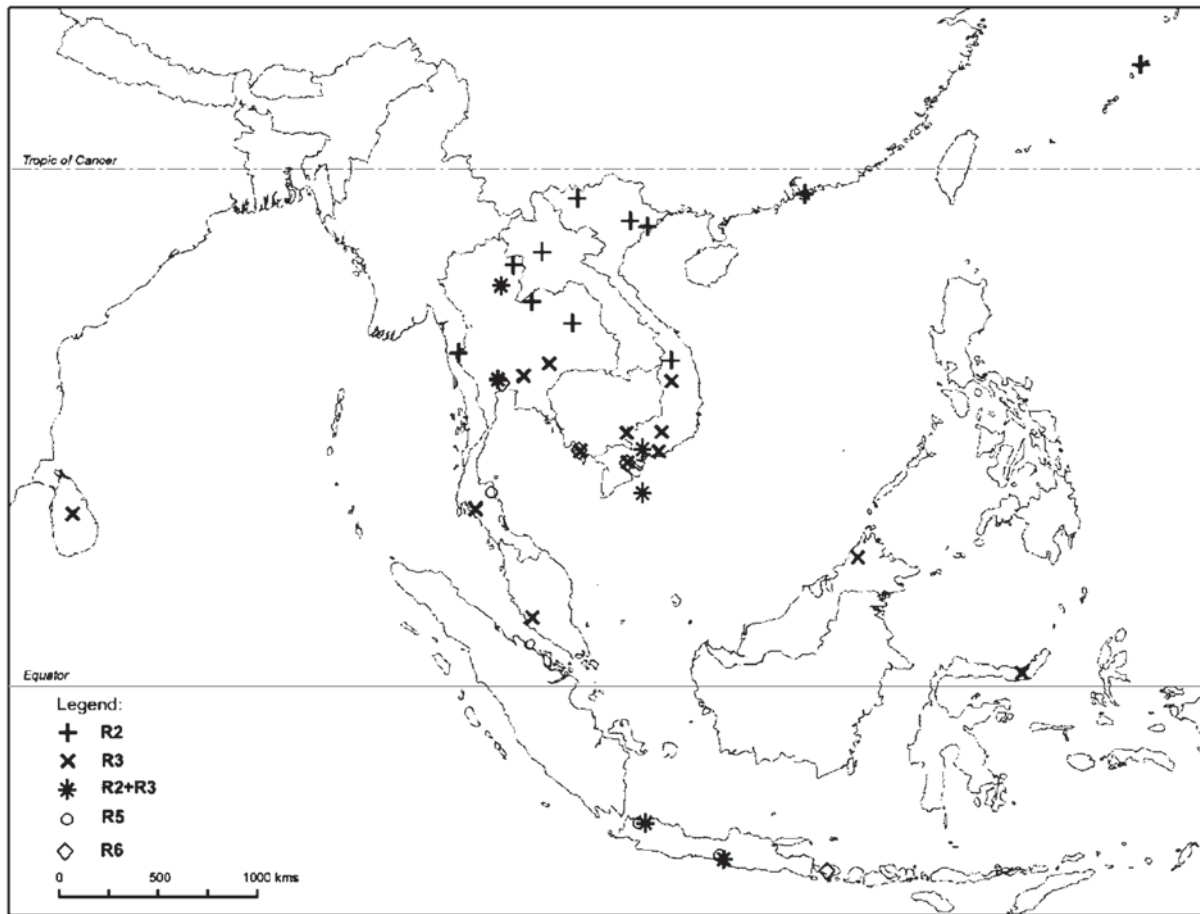 Tropic of Cancer
Equator
Legend:
R2
R3
R2+R3
R5
R6
0 500 1000 kms